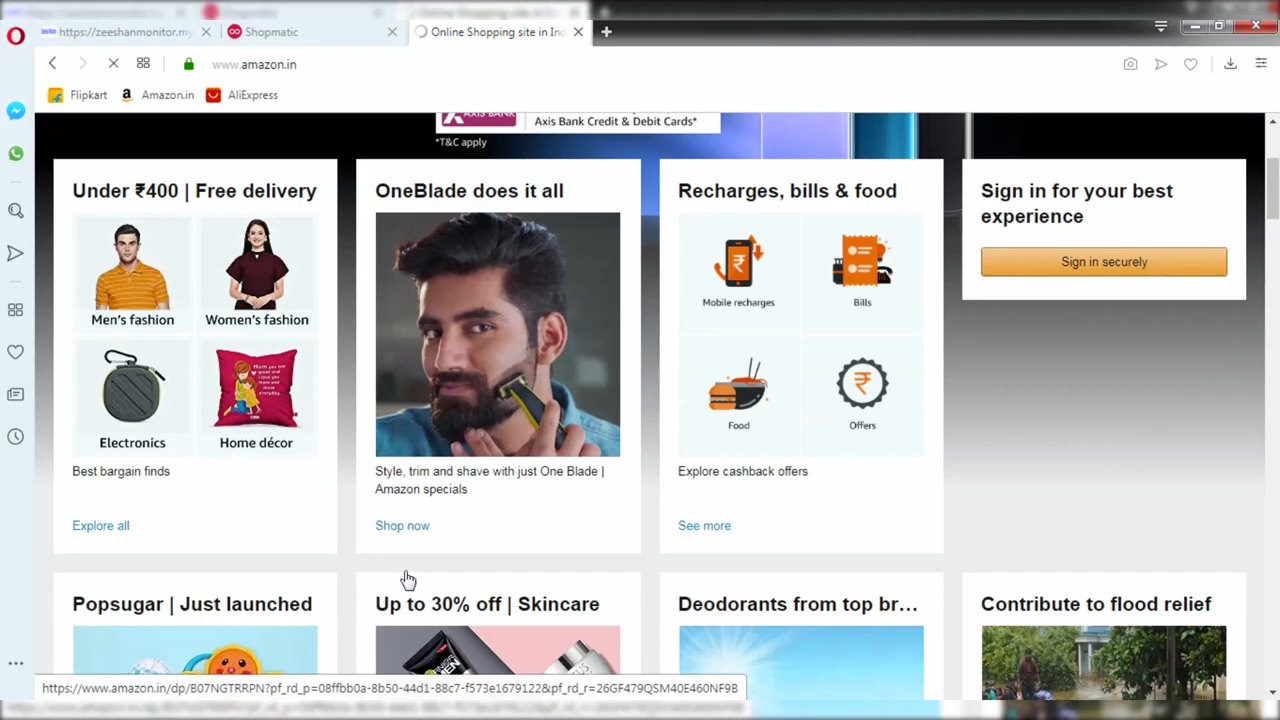 https://zeeshanmonitor.my
Shopmatic
Online Shopping site in Ind
www.amazon.in
Flipkart
Amazon.in
AliExpress
AXIS BANK
Axis Bank Credit & Debit Cards*
*T&C apply
Under ₹400 | Free delivery
Men's fashion
Women's fashion
Electronics
Home décor
Best bargain finds
Explore all
OneBlade does it all
Style, trim and shave with just One Blade |
Amazon specials
Shop now
Recharges, bills & food
Mobile recharges
Bills
Food
Offers
Explore cashback offers
See more
Sign in for your best
experience
Sign in securely
Popsugar | Just launched
Up to 30% off | Skincare
Deodorants from top br...
Contribute to flood relief
https://www.amazon.in/dp/B07NGTRRPN?pf_rd_p=08ffbb0a-8b50-44d1-88c7-f573e1679122&pf_rd_r=26GF479QSM40E460NF9B